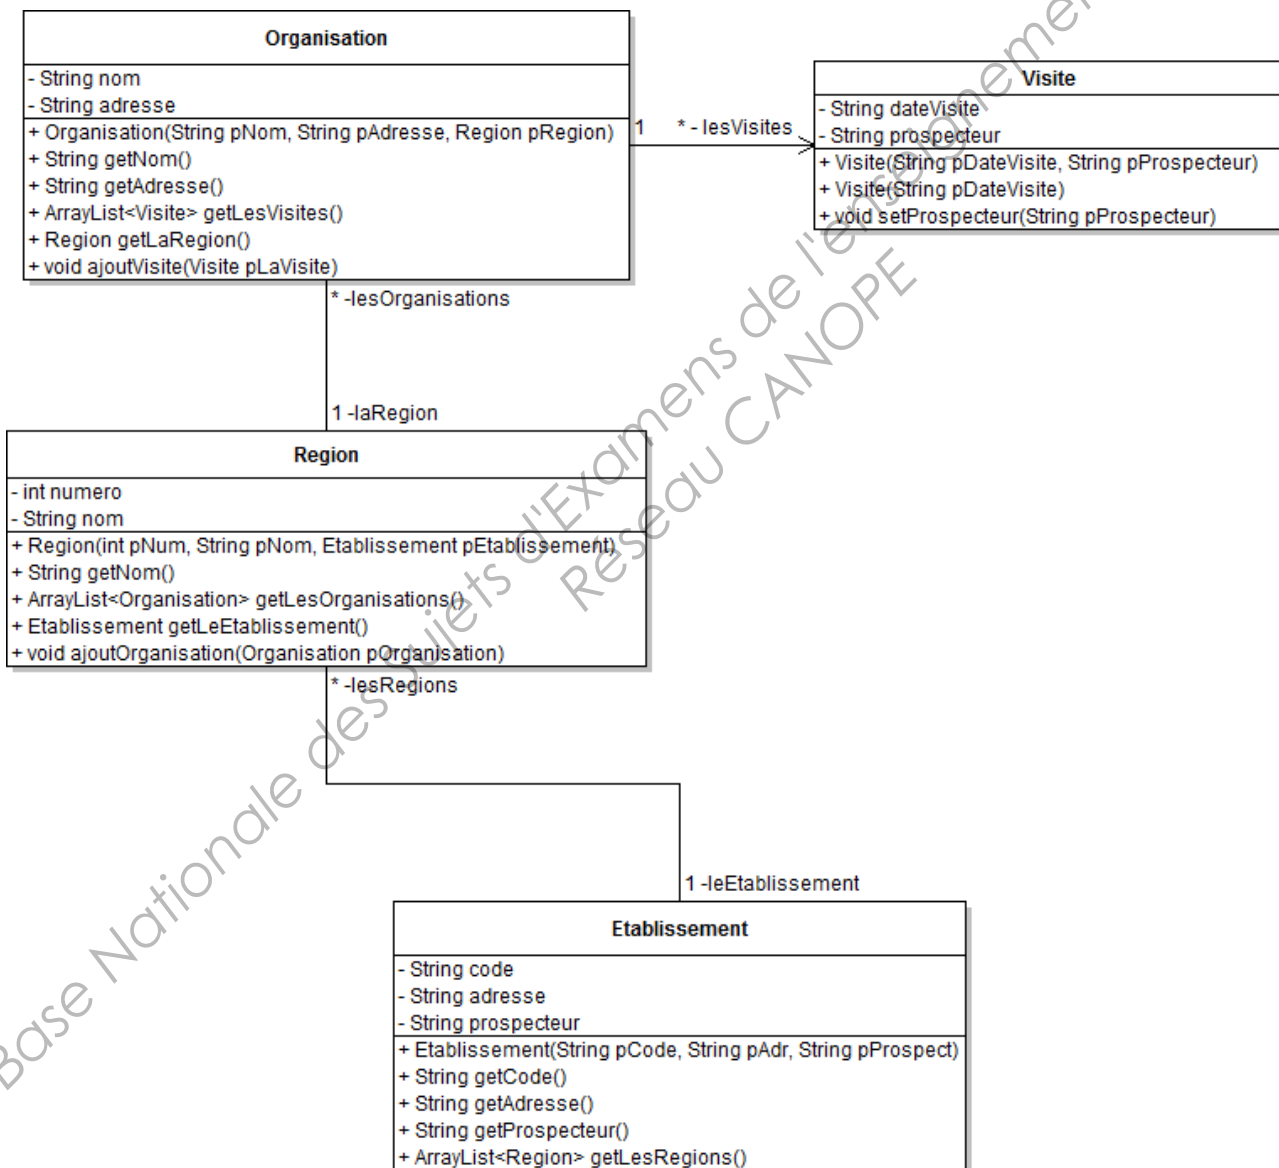 Organisation
- String nom
- String adresse
+ Organisation(String pNom, String pAdresse, Region pRegion)
+ String getNom()
+ String getAdresse()
+ ArrayList<Visite> getLesVisites()
+ Region getLaRegion()
+ void ajoutVisite(Visite pLaVisite)
1 * - lesVisites
Visite
- String dateVisite
- String prospecteur
+ Visite(String pDateVisite, String pProspecteur)
+ Visite(String pDateVisite)
+ void setProspecteur(String pProspecteur)
* -lesOrganisations
1 -laRegion
Region
- int numero
- String nom
+ Region(int pNum, String pNom, Etablissement pEtablissement)
+ String getNom()
+ ArrayList<Organisation> getLesOrganisations()
+ Etablissement getLeEtablissement()
+ void ajoutOrganisation(Organisation pOrganisation)
* -lesRegions
1 -leEtablissement
Etablissement
- String code
- String adresse
- String prospecteur
+ Etablissement(String pCode, String pAdr, String pProspect)
+ String getCode()
+ String getAdresse()
+ String getProspecteur()
+ ArrayList<Region> getLesRegions()
Base Nationale des Sujets d'Examens de l'enseignemen
Réseau CANOPE